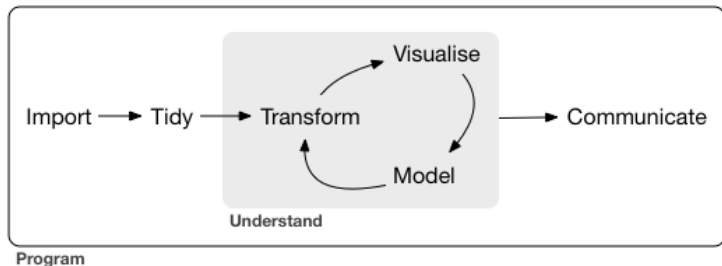 Visualise
Import
Tidy
Transform
Communicate
Model
Understand
Program